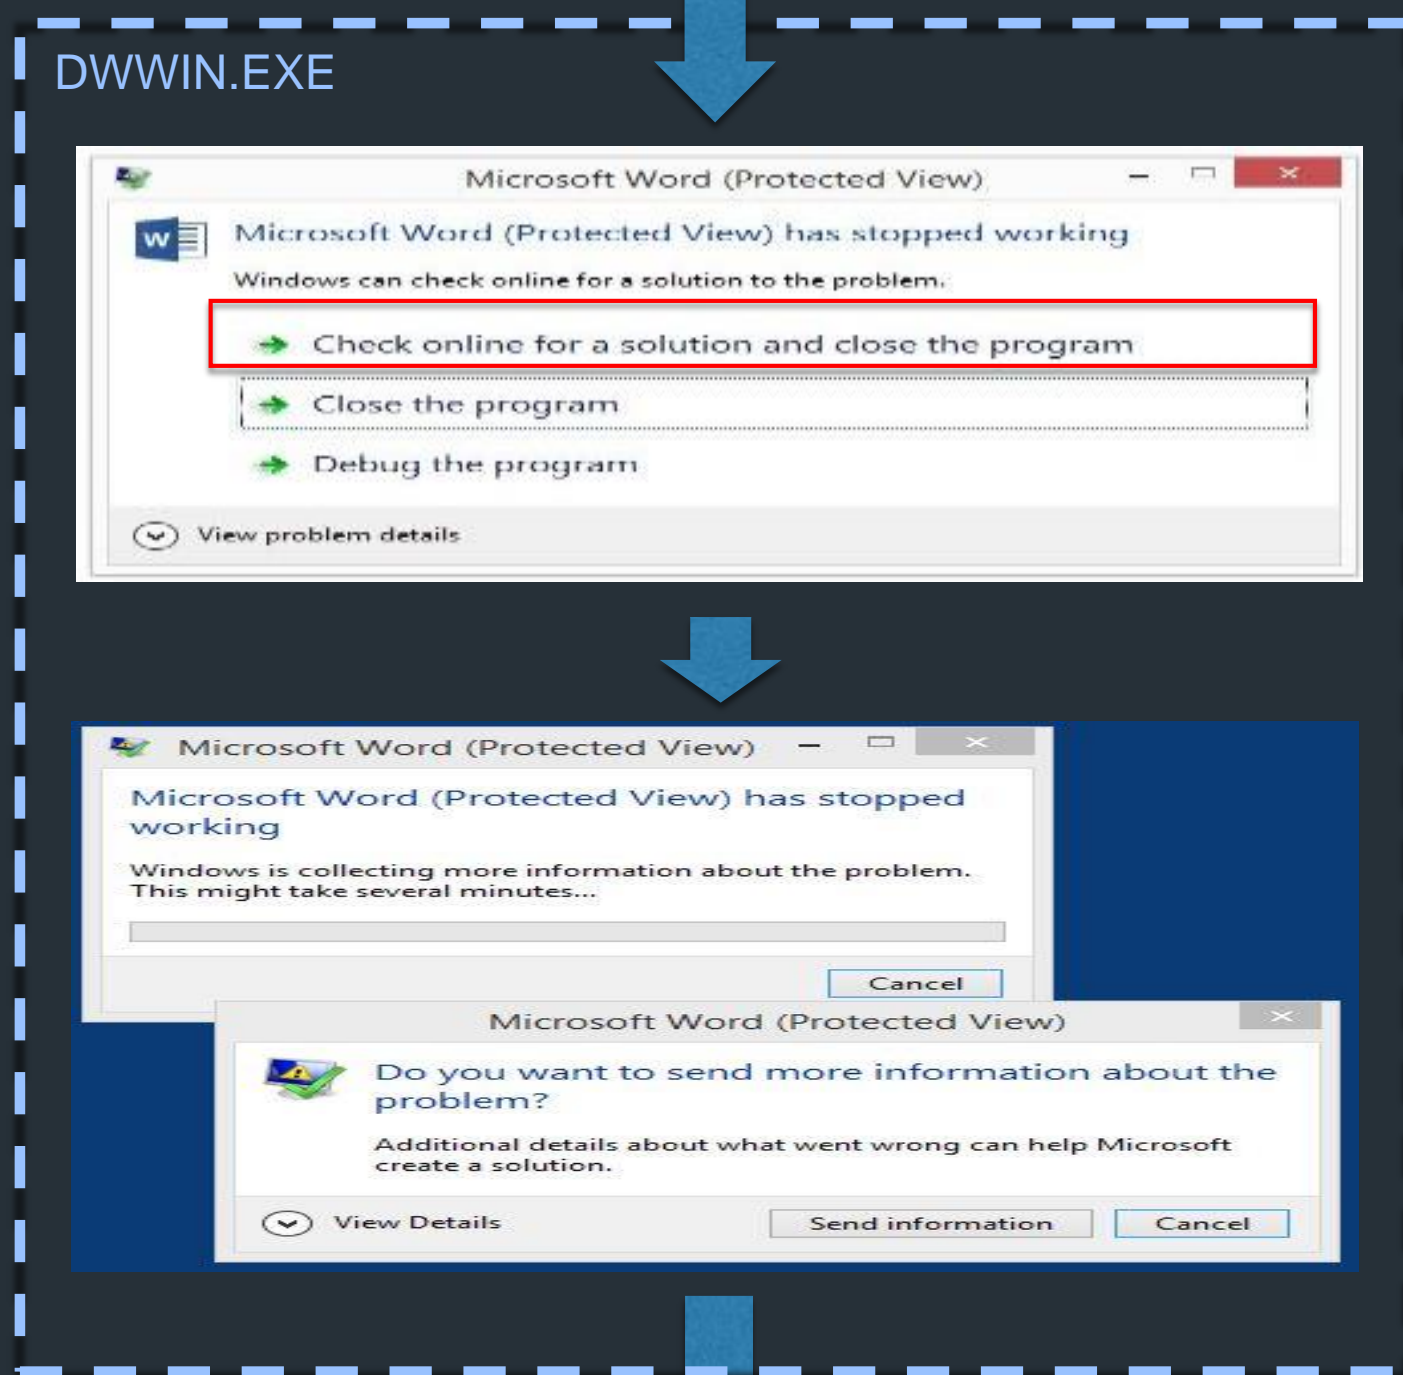 DWWIN.EXE
Microsoft Word (Protected View)
W
Microsoft Word (Protected View) has stopped working
Windows can check online for a solution to the problem.
Check online for a solution and close the program
Close the program
Debug the program
View problem details
Microsoft Word (Protected View)
Microsoft Word (Protected View) has stopped
working
Windows is collecting more information about the problem.
This might take several minutes...
Cancel
Microsoft Word (Protected View)
Do you want to send more information about the
problem?
Additional details about what went wrong can help Microsoft
create a solution.
View Details
Send information
Cancel